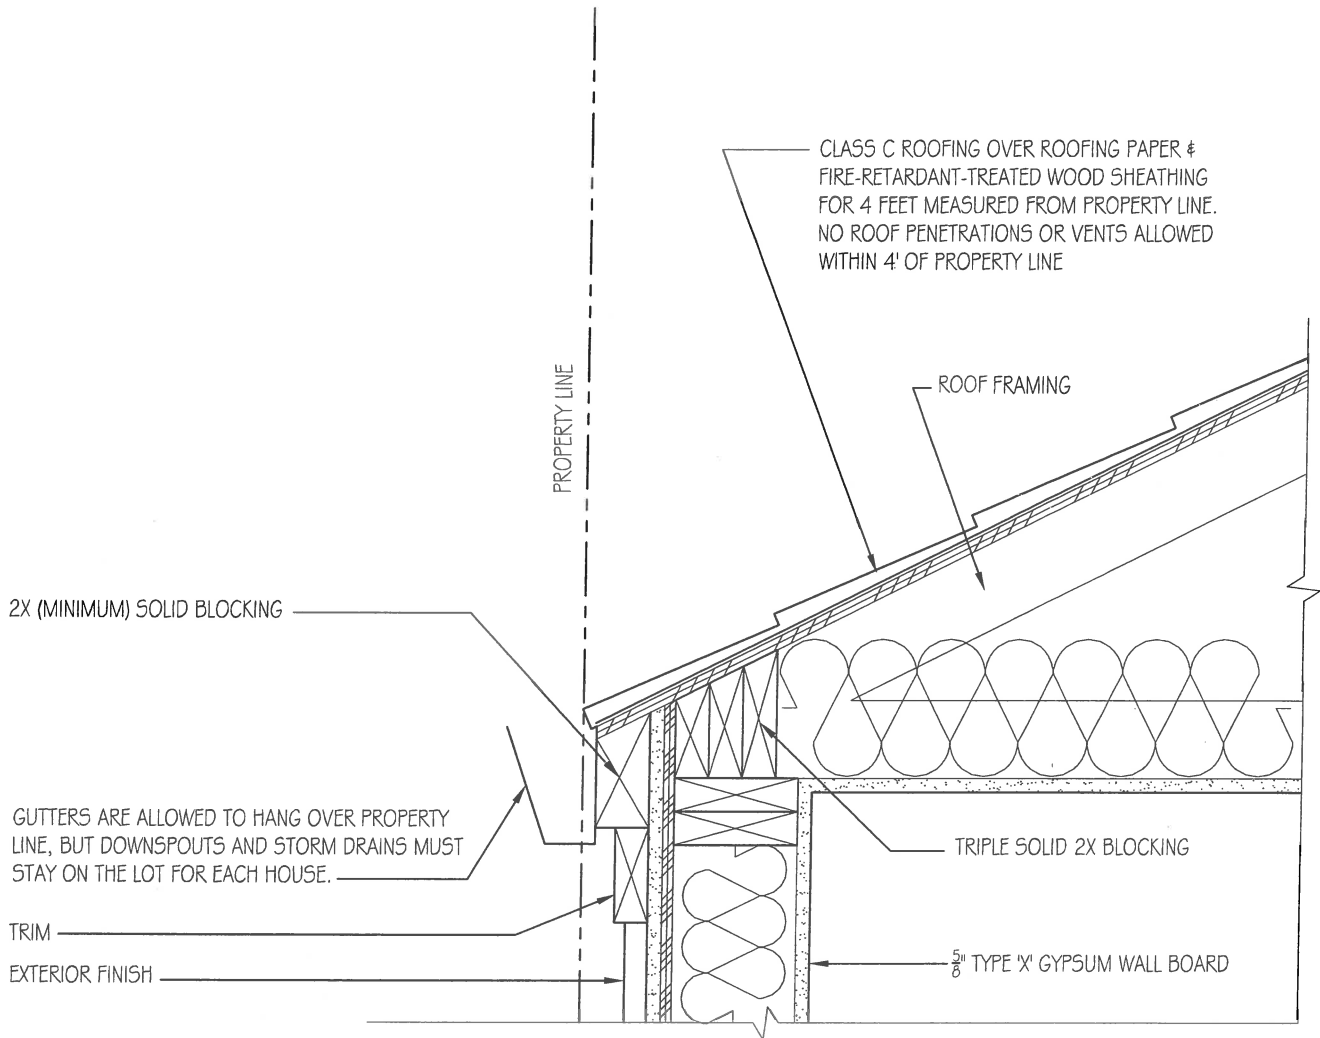 CLASS C ROOFING OVER ROOFING PAPER &
FIRE-RETARDANT-TREATED WOOD SHEATHING
FOR 4 FEET MEASURED FROM PROPERTY LINE.
NO ROOF PENETRATIONS OR VENTS ALLOWED
WITHIN 4' OF PROPERTY LINE
ROOF FRAMING
PROPERTY LINE
2X (MINIMUM) SOLID BLOCKING
GUTTERS ARE ALLOWED TO HANG OVER PROPERTY
LINE, BUT DOWNSPOUTS AND STORM DRAINS MUST
STAY ON THE LOT FOR EACH HOUSE.
TRIPLE SOLID 2X BLOCKING
TRIM
5/8" TYPE 'X' GYPSUM WALL BOARD
EXTERIOR FINISH